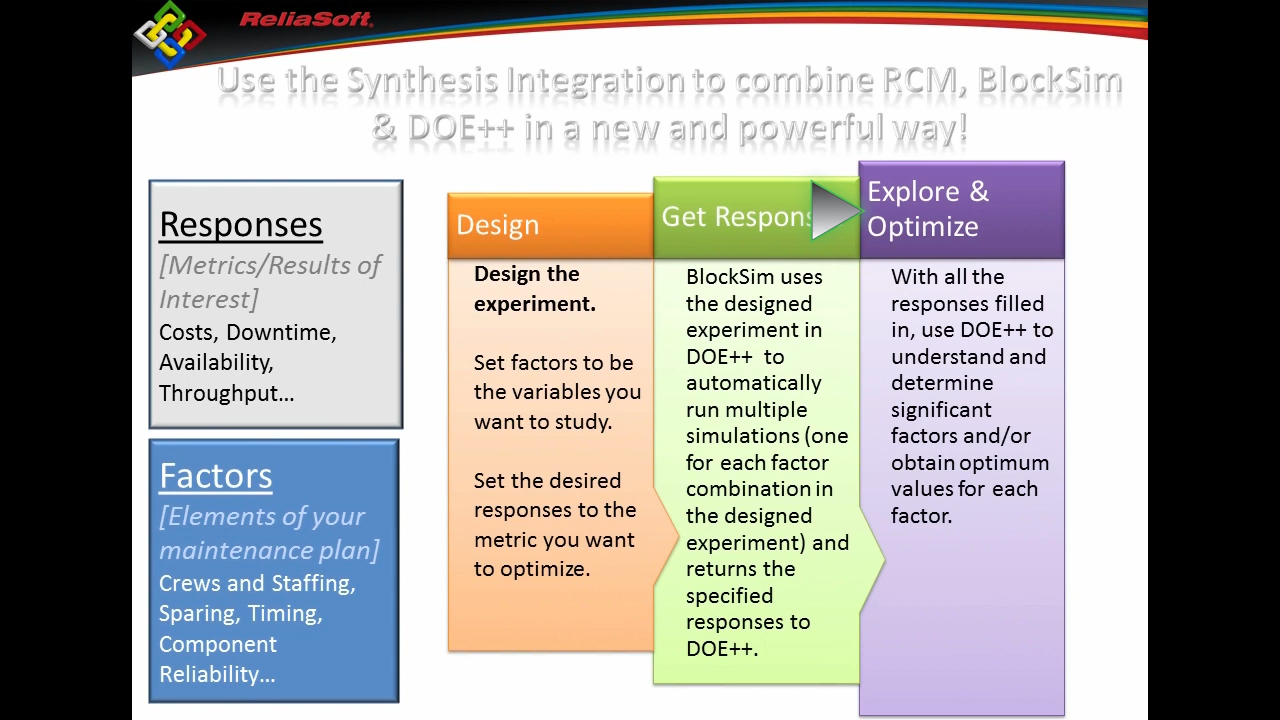 ReliaSoft
Use the Synthesis Integration to combine RCM, BlockSim
& DOE++ in a new and powerful way!
Responses
[Metrics/Results of
Interest]
Costs, Downtime,
Availability,
Throughput…
Factors
[Elements of your
maintenance plan]
Crews and Staffing,
Sparing, Timing,
Component
Reliability…
Design
Design the
experiment.
Set factors to be
the variables you
want to study.
Set the desired
responses to the
metric you want
to optimize.
Get Respons
BlockSim uses
the designed
experiment in
DOE++ to
automatically
run multiple
simulations (one
for each factor
combination in
the designed
experiment) and
returns the
specified
responses to
DOE++.
Explore &
Optimize
With all the
responses filled
in, use DOE++ to
understand and
determine
significant
factors and/or
obtain optimum
values for each
factor.